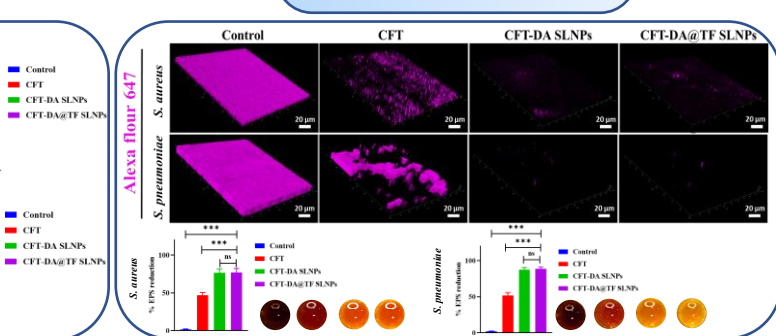 Control
CFT
CFT-DA SLNPs
CFT-DA@TF SLNPs
Control
CFT
CFT-DA SLNPs
CFT-DA@TF SLNPs
Control CFT CFT-DA SLNPs CFT-DA@TF SLNPs
Alexa flour 647
S. aureus
20 μm 20 μm 20 μm 20 μm
S. pneumoniae
20 μm 20 μm 20 μm 20 μm
S. aureus
% EPS reduction
100
50
0
***
***
ns
Control
CFT
CFT-DA SLNPs
CFT-DA@TF SLNPs
S. pneumoniae
% EPS reduction
100
50
0
***
***
ns
Control
CFT
CFT-DA SLNPs
CFT-DA@TF SLNPs